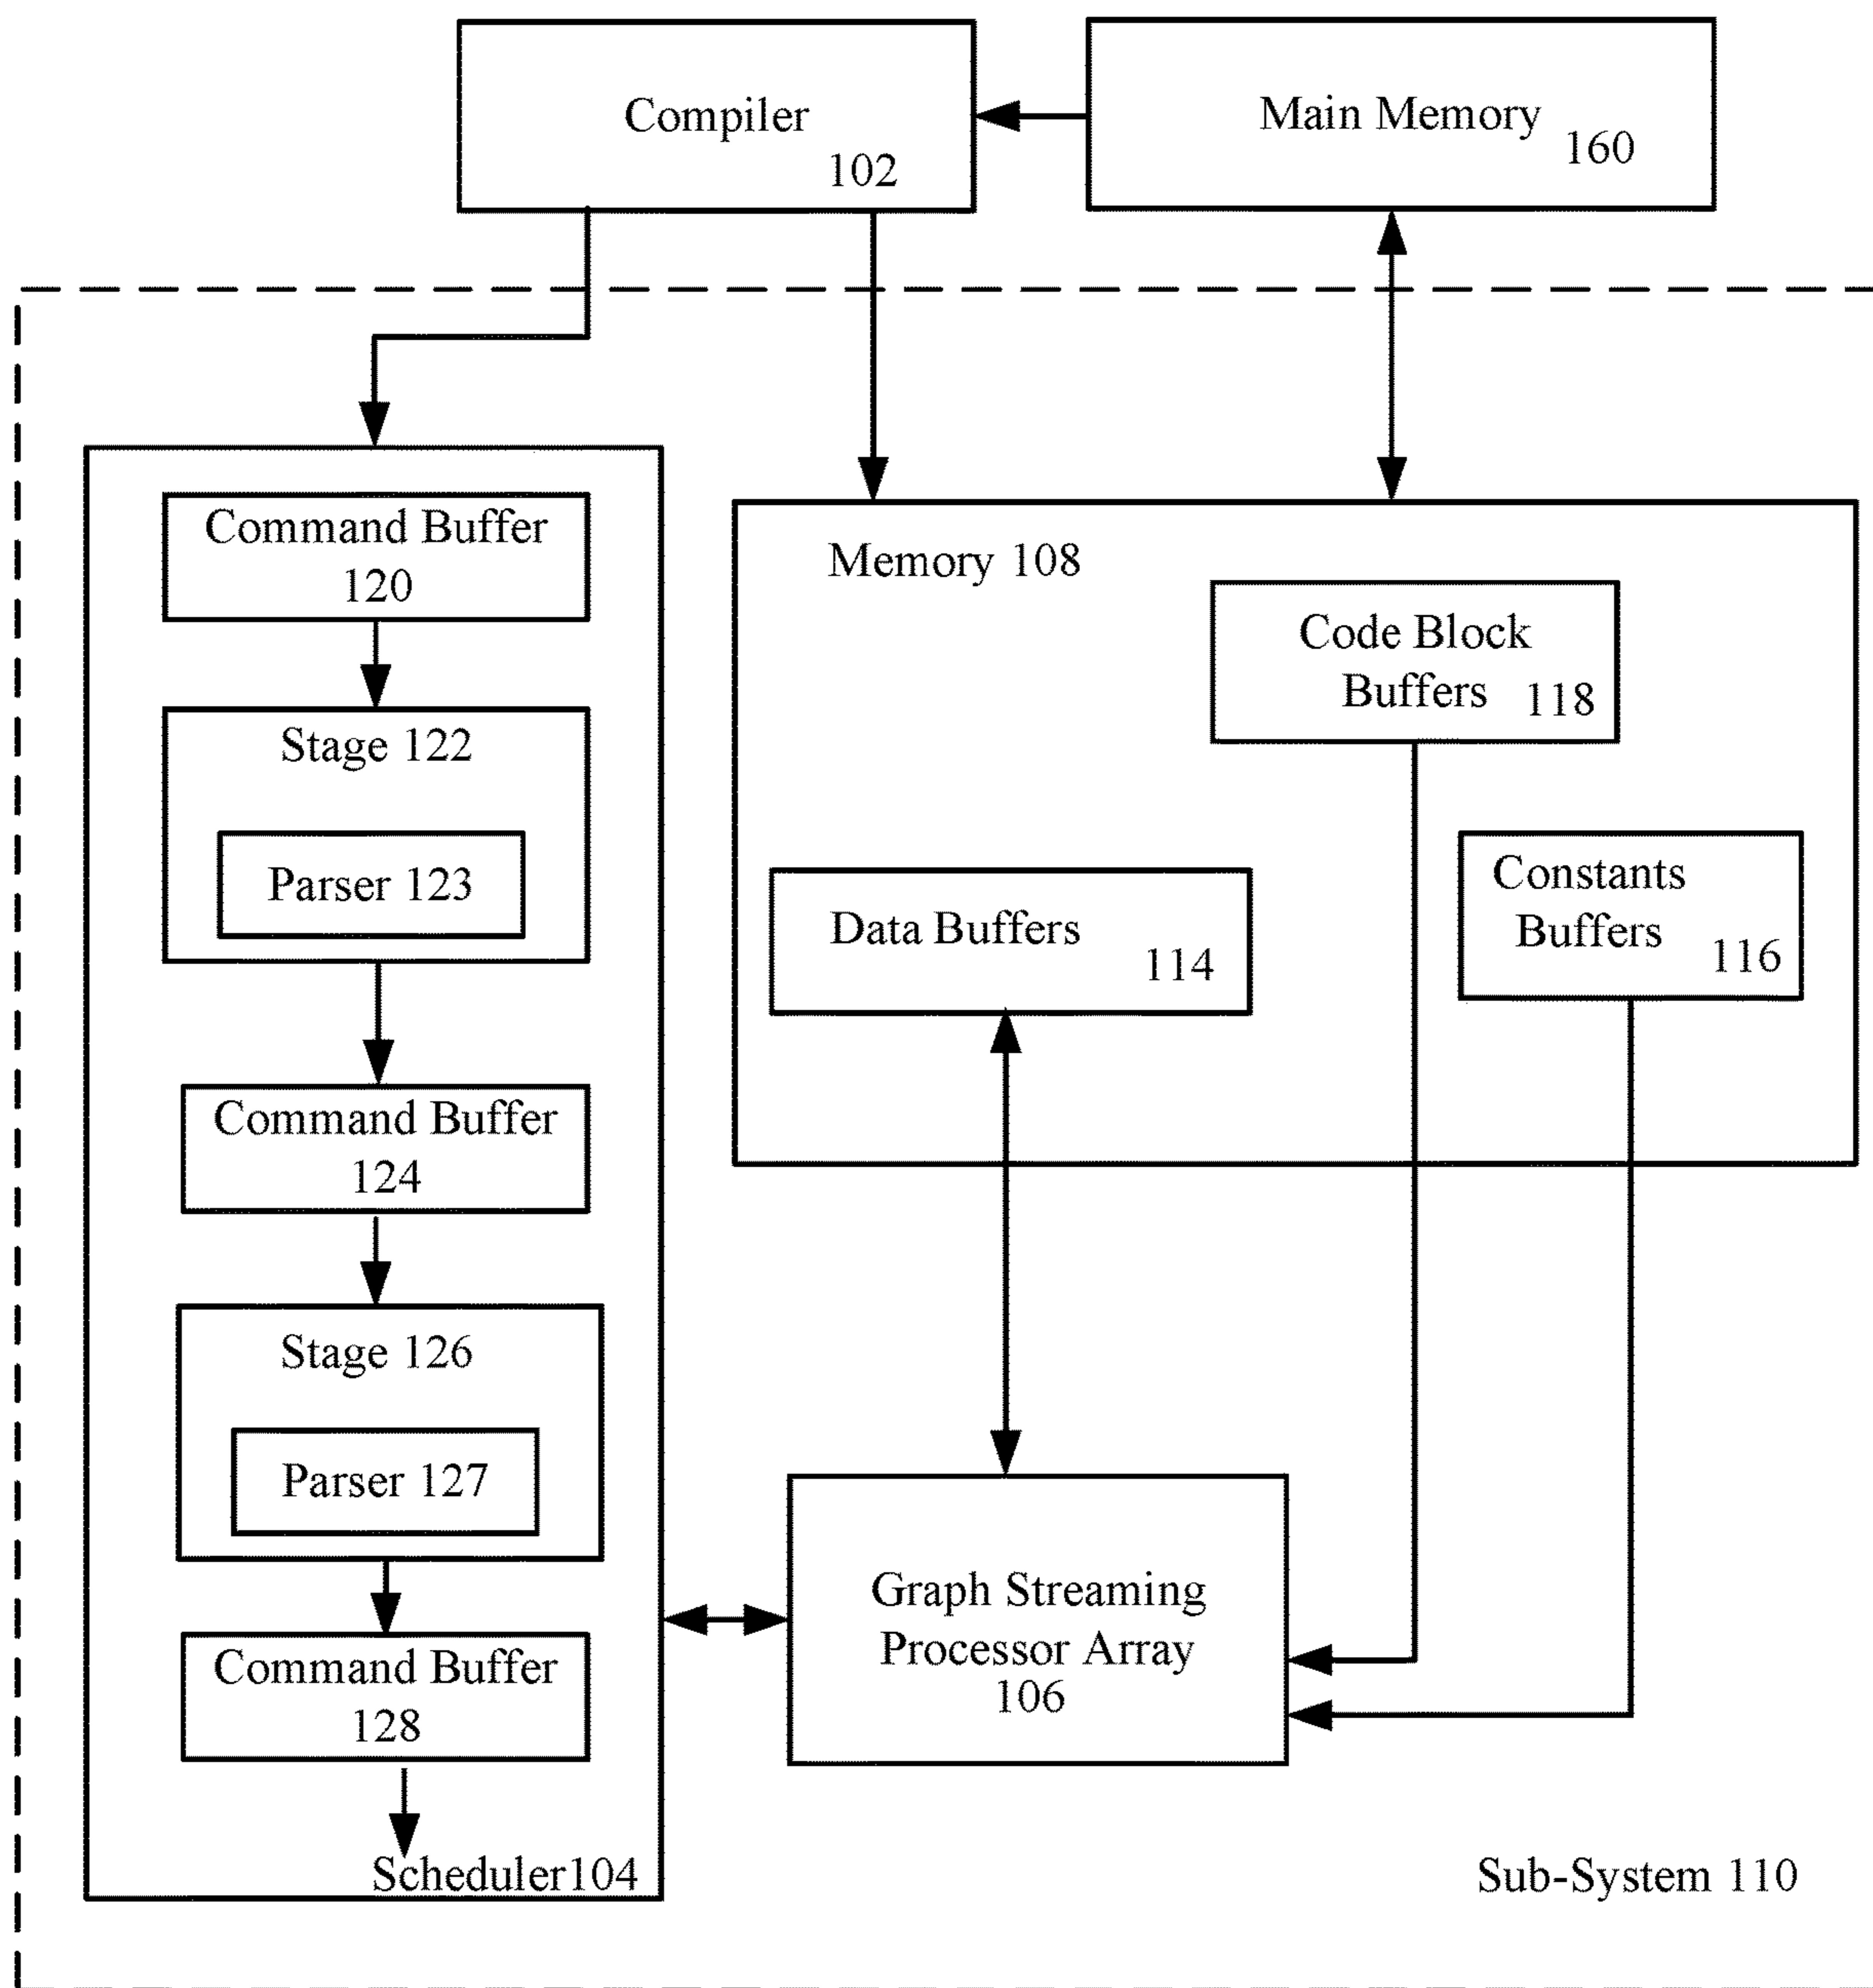 Compiler
102
Main Memory
160
Command Buffer
120
Stage 122
Parser 123
Command Buffer
124
Stage 126
Parser 127
Command Buffer
128
Scheduler104
Memory 108
Code Block
Buffers 118
Data Buffers
114
Constants
Buffers
116
Graph Streaming
Processor Array
106
Sub-System 110